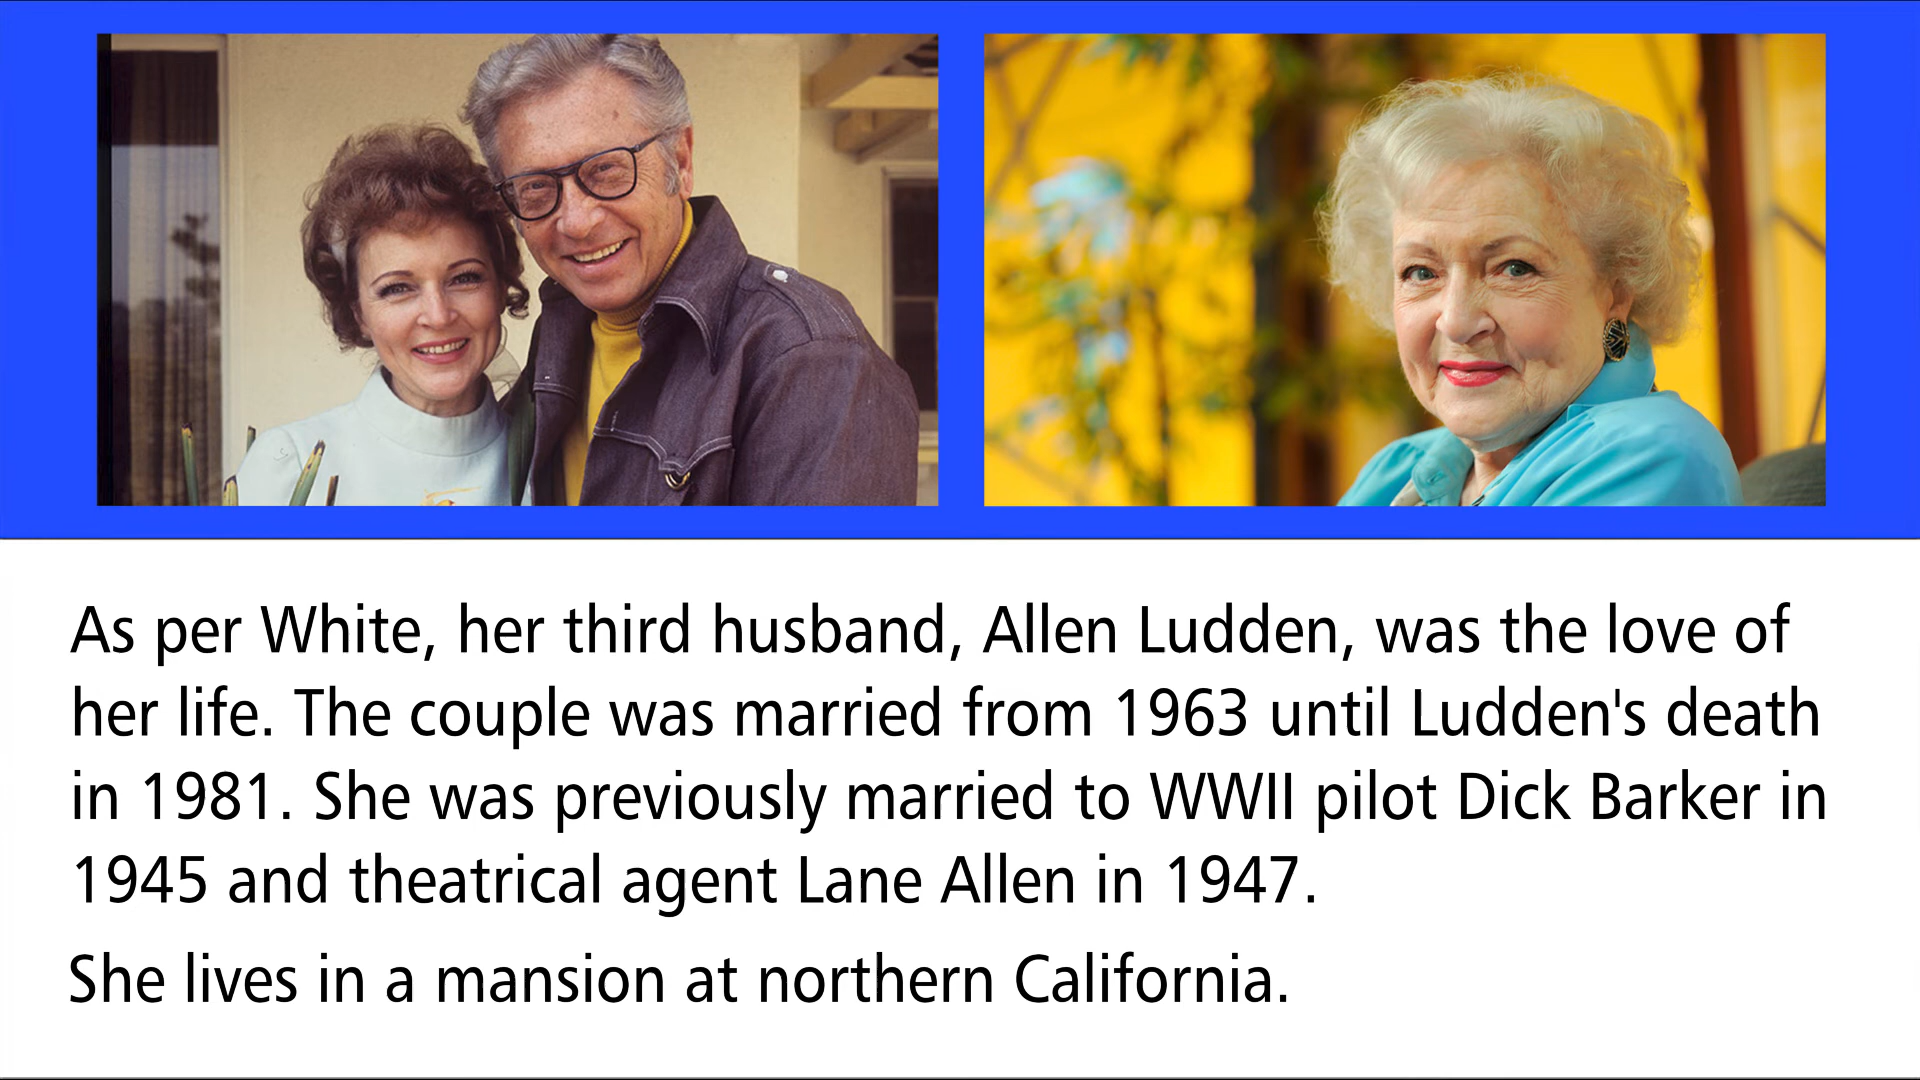 As per White, her third husband, Allen Ludden, was the love of
her life. The couple was married from 1963 until Ludden's death
in 1981. She was previously married to WWII pilot Dick Barker in
1945 and theatrical agent Lane Allen in 1947.
She lives in a mansion at northern California.